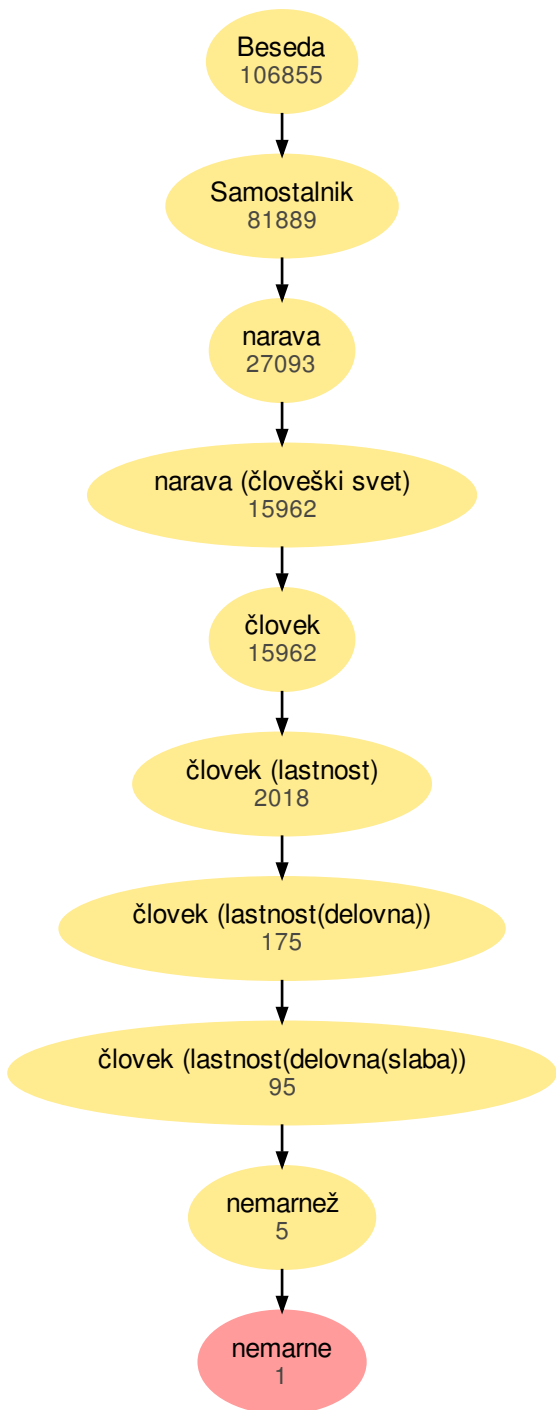 Beseda
106855
Samostalnik
81889
narava
27093
narava (človeški svet)
15962
človek
15962
človek (lastnost)
2018
človek (lastnost(delovna))
175
človek (lastnost(delovna(slaba))
95
nemarnež
5
nemarne
1